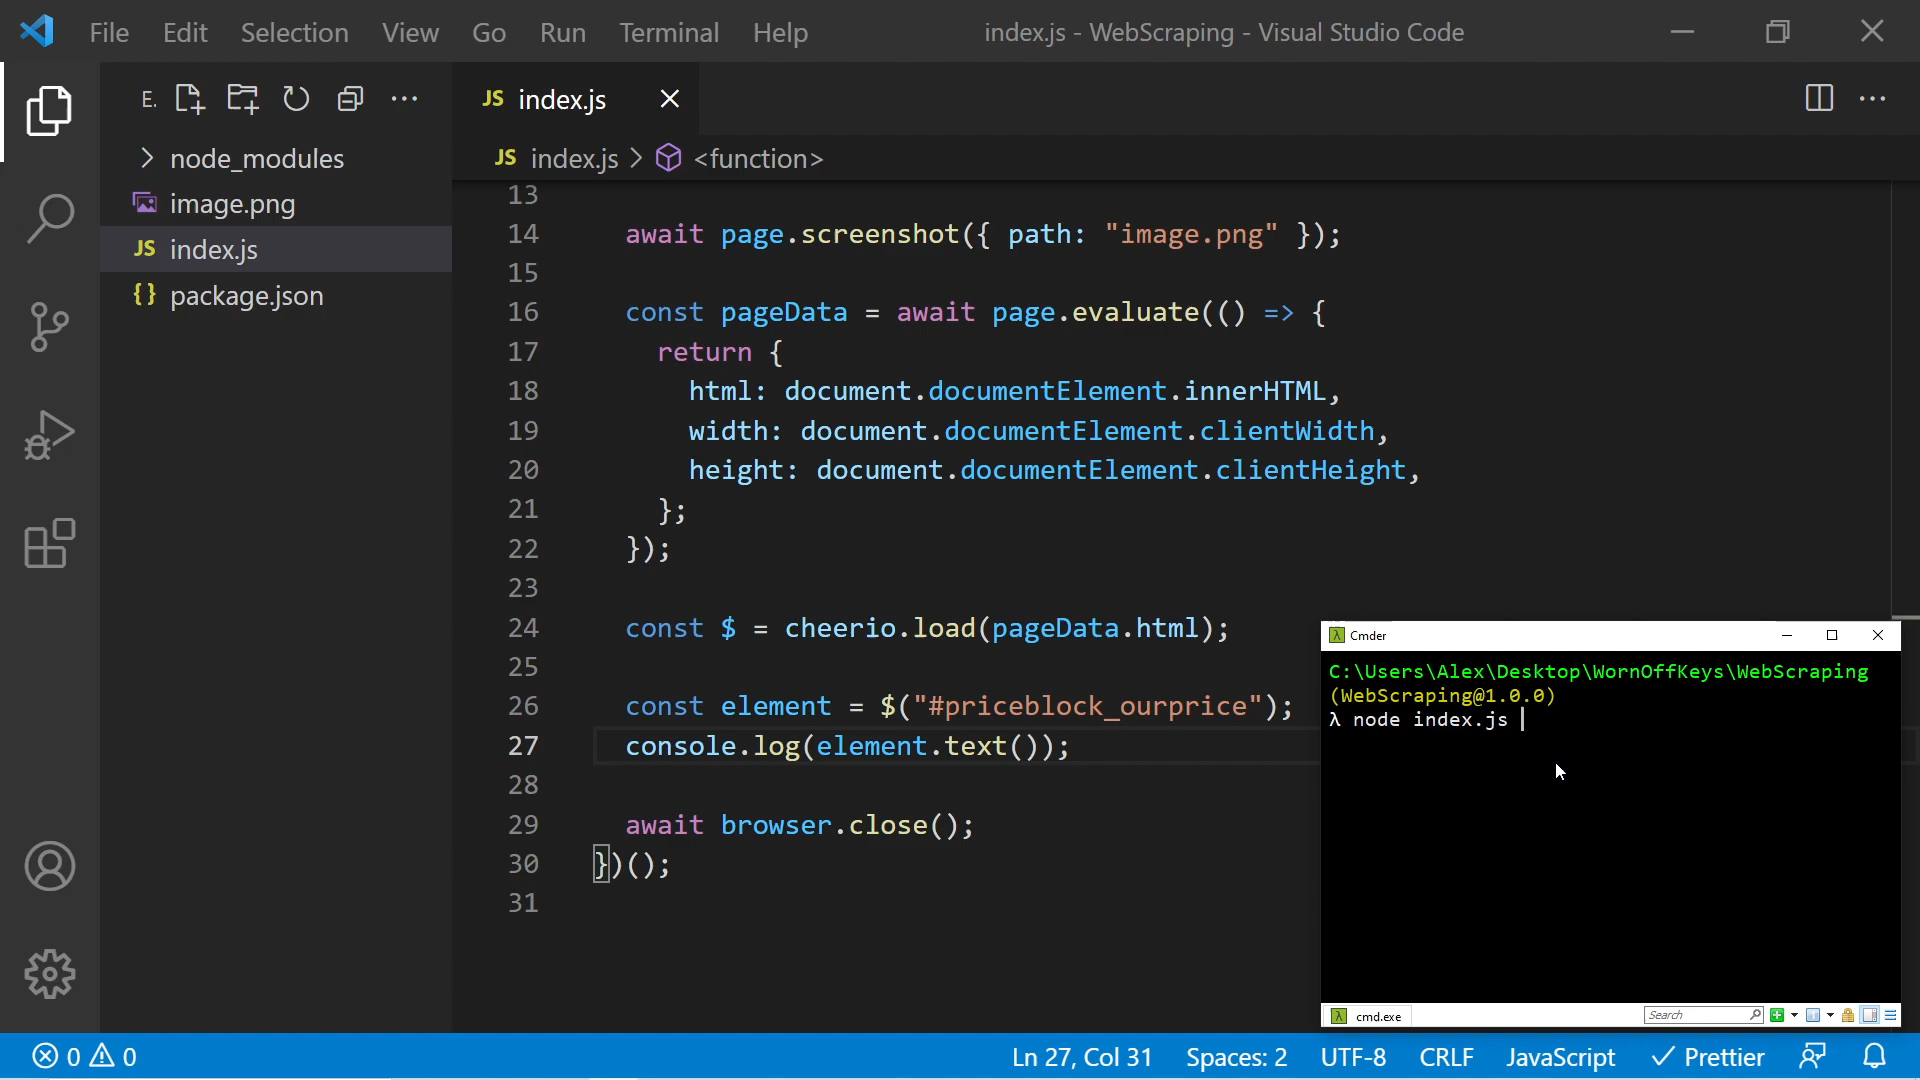 File Edit Selection View Go Run Terminal Help
index.js - WebScraping - Visual Studio Code
E.
node_modules
image.png
JS index.js
{} package.json
JS index.js
JS index.js > <function>
13
14 await page.screenshot({ path: "image.png" });
15
16 const pageData = await page.evaluate(() => {
17 return {
18 html: document.documentElement.innerHTML,
19 width: document.documentElement.clientWidth,
20 height: document.documentElement.clientHeight,
21 };
22 });
23
24 const $ = cheerio.load(pageData.html);
25
26 const element = $("#priceblock_ourprice");
27 console.log(element.text());
28
29 await browser.close();
30 })();
31
λ Cmder
C:\Users\Alex\Desktop\WornOffKeys\WebScraping
(WebScraping@1.0.0)
λ node index.js
λ cmd.exe
Search
0 0
Ln 27, Col 31 Spaces: 2 UTF-8 CRLF JavaScript Prettier